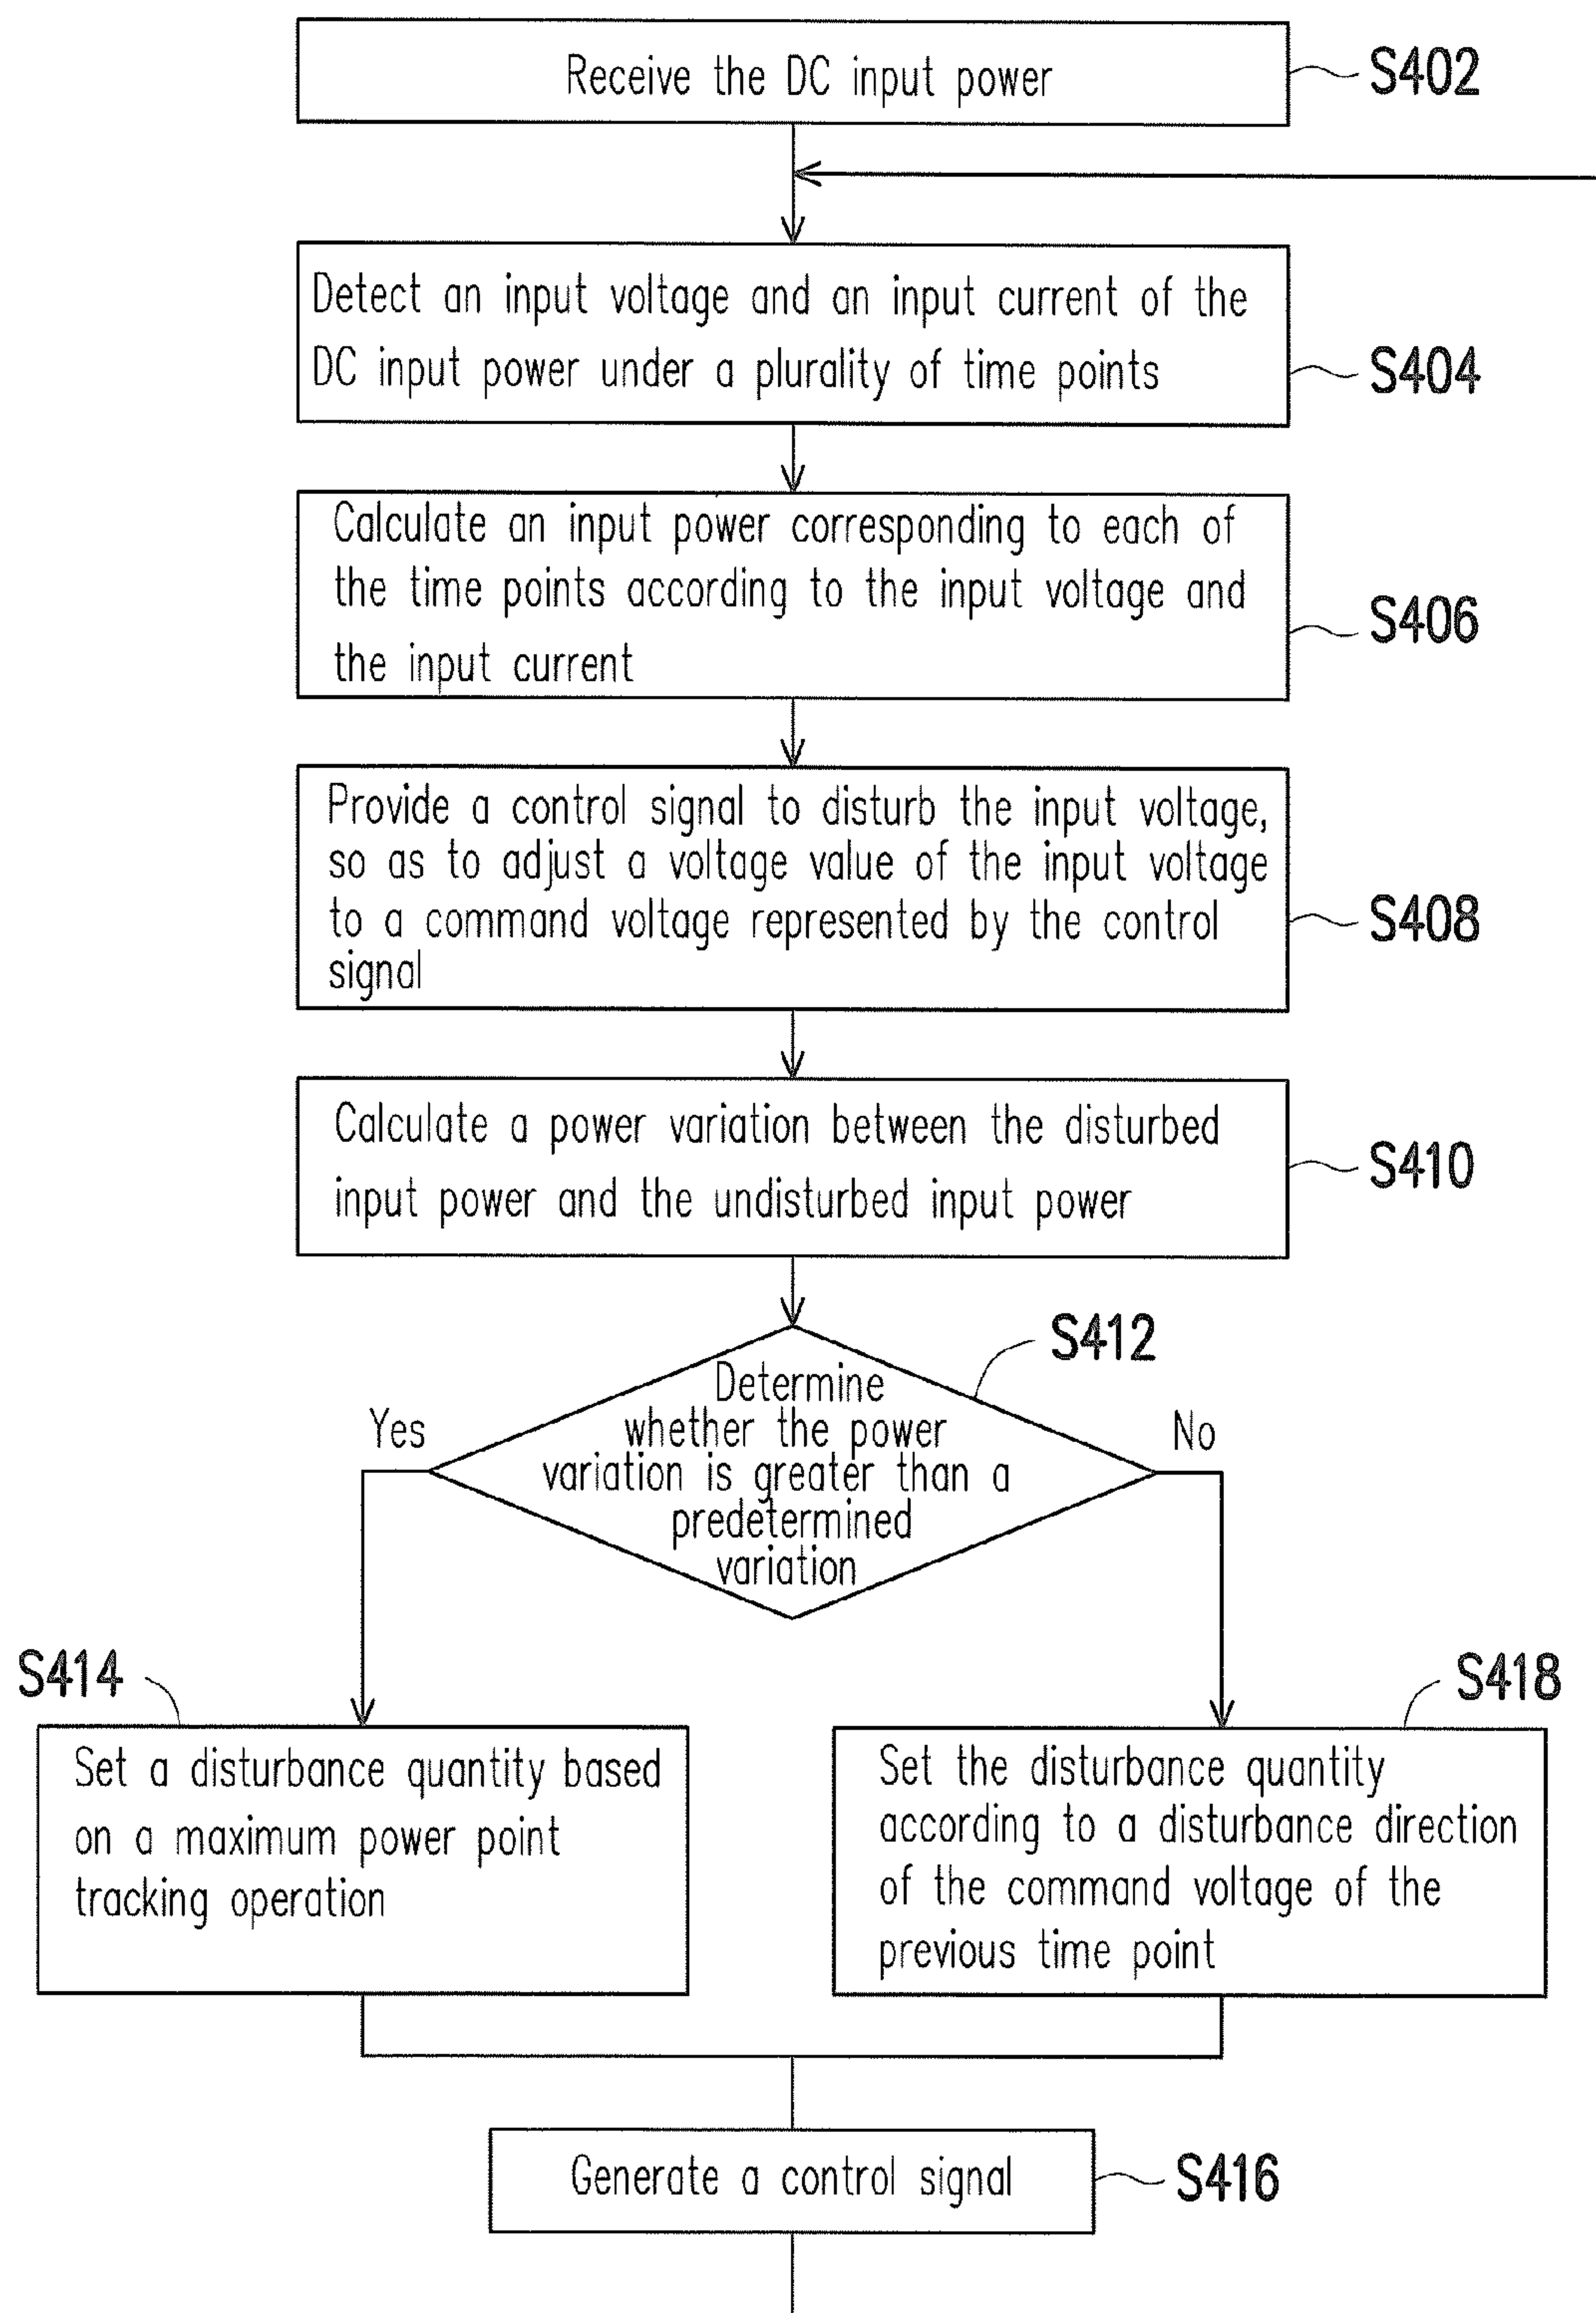 Receive the DC input power
S402
Detect an input voltage and an input current of the
DC input power under a plurality of time points
S404
Calculate an input power corresponding to each of
the time points according to the input voltage and
the input current
S406
Provide a control signal to disturb the input voltage,
so as to adjust a voltage value of the input voltage
to a command voltage represented by the control
signal
S408
Calculate a power variation between the disturbed
input power and the undisturbed input power
S410
S412
Determine
whether the power
variation is greater than a
predetermined
variation
Yes
No
S414
Set a disturbance quantity based
on a maximum power point
tracking operation
S418
Set the disturbance quantity
according to a disturbance direction
of the command voltage of the
previous time point
Generate a control signal
S416